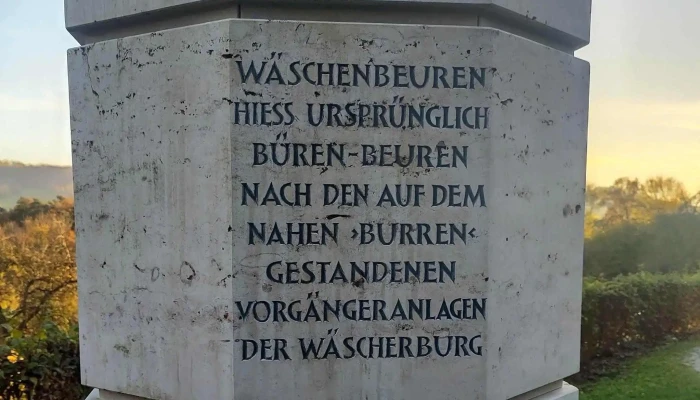 WÄSCHENBEUREN
HIESS URSPRÜNGLICH
BÜREN-BEUREN
NACH DEN AUF DEM
NAHEN ›BURREN‹
GESTANDENEN
VORGÄNGERANLAGEN
DER WÄSCHERBURG